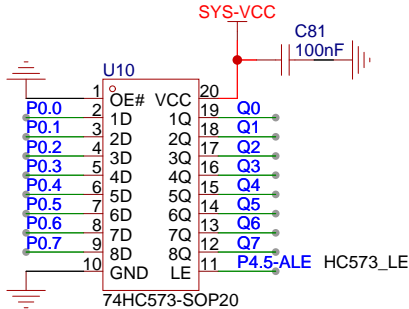 SYS-VCC
C81
100nF
U10
1 OE# VCC 20
P0.0 2 1D 1Q 19 Q0
P0.1 3 2D 2Q 18 Q1
P0.2 4 3D 3Q 17 Q2
P0.3 5 4D 4Q 16 Q3
P0.4 6 5D 5Q 15 Q4
P0.5 7 6D 6Q 14 Q5
P0.6 8 7D 7Q 13 Q6
P0.7 9 8D 8Q 12 Q7
10 GND LE 11 P4.5-ALE HC573_LE
74HC573-SOP20